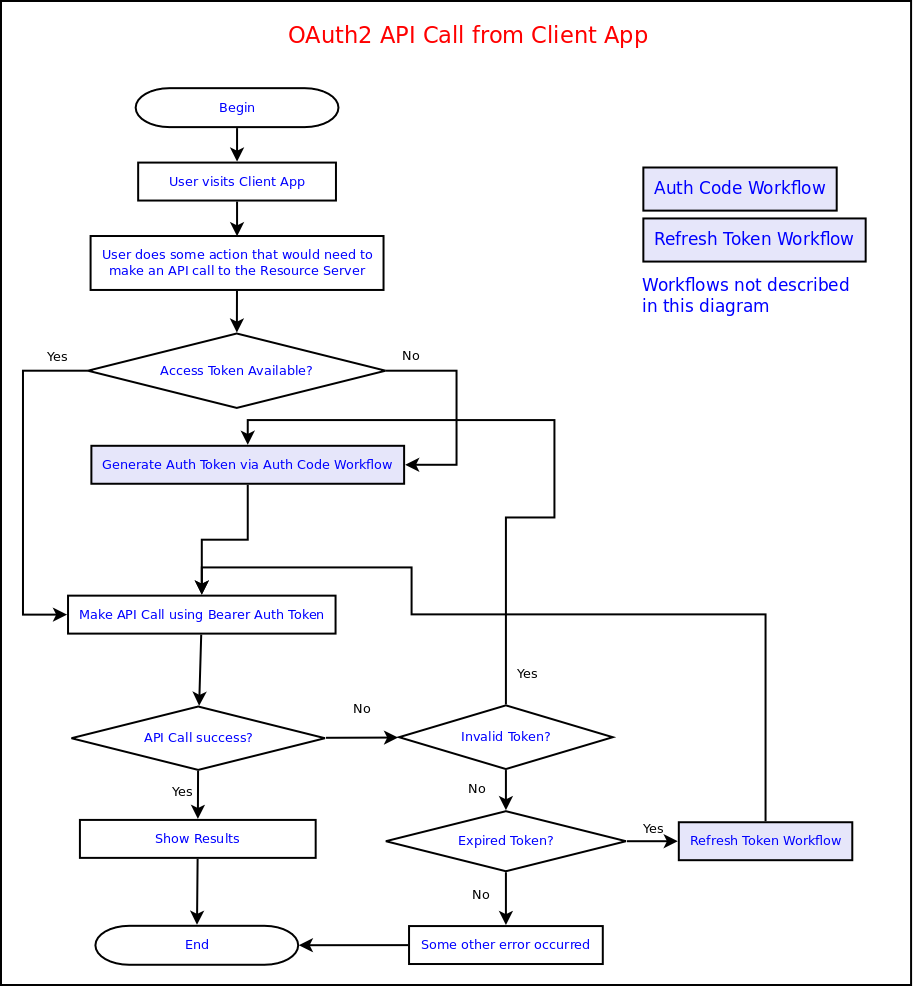 OAuth2 API Call from Client App
Begin
User visits Client App
Auth Code Workflow
Refresh Token Workflow
Workflows not described
in this diagram
User does some action that would need to
make an API call to the Resource Server
Yes
No
Access Token Available?
Generate Auth Token via Auth Code Workflow
Make API Call using Bearer Auth Token
Yes
No
API Call success?
Invalid Token?
Yes
No
Show Results
Expired Token?
Yes
Refresh Token Workflow
No
End
Some other error occurred